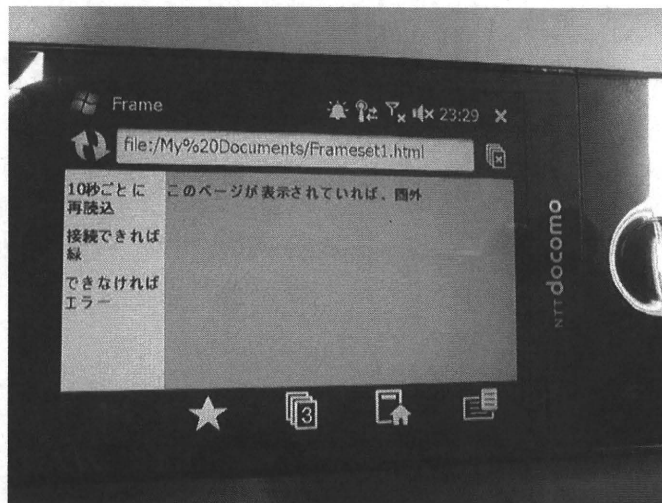 Frame
23:29
file:/My%20Documents/Frameset1.html
10秒ごとに
再読込
接続できれば
緑
できなければ
エラー
このページが表示されていれば、圏外
3
NTT docomo